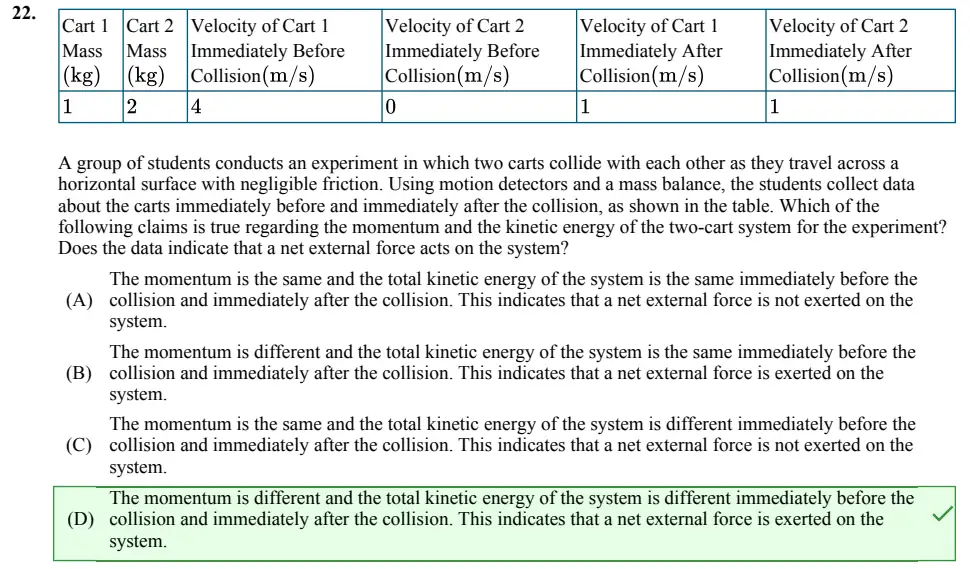 22.
Cart 1 Mass (kg) Cart 2 Mass (kg) Velocity of Cart 1 Immediately Before Collision(m/s) Velocity of Cart 2 Immediately Before Collision(m/s) Velocity of Cart 1 Immediately After Collision(m/s) Velocity of Cart 2 Immediately After Collision(m/s)
1 2 4 0 1 1
A group of students conducts an experiment in which two carts collide with each other as they travel across a
horizontal surface with negligible friction. Using motion detectors and a mass balance, the students collect data
about the carts immediately before and immediately after the collision, as shown in the table. Which of the
following claims is true regarding the momentum and the kinetic energy of the two-cart system for the experiment?
Does the data indicate that a net external force acts on the system?
The momentum is the same and the total kinetic energy of the system is the same immediately before the
(A) collision and immediately after the collision. This indicates that a net external force is not exerted on the
system.
The momentum is different and the total kinetic energy of the system is the same immediately before the
(B) collision and immediately after the collision. This indicates that a net external force is exerted on the
system.
The momentum is the same and the total kinetic energy of the system is different immediately before the
(C) collision and immediately after the collision. This indicates that a net external force is not exerted on the
system.
The momentum is different and the total kinetic energy of the system is different immediately before the
(D) collision and immediately after the collision. This indicates that a net external force is exerted on the
system.